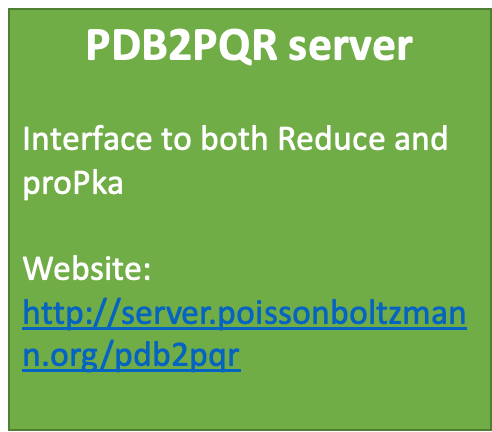 PDB2PQR server
Interface to both Reduce and
proPka
Website:
http://server.poissonboltzman
n.org/pdb2pqr